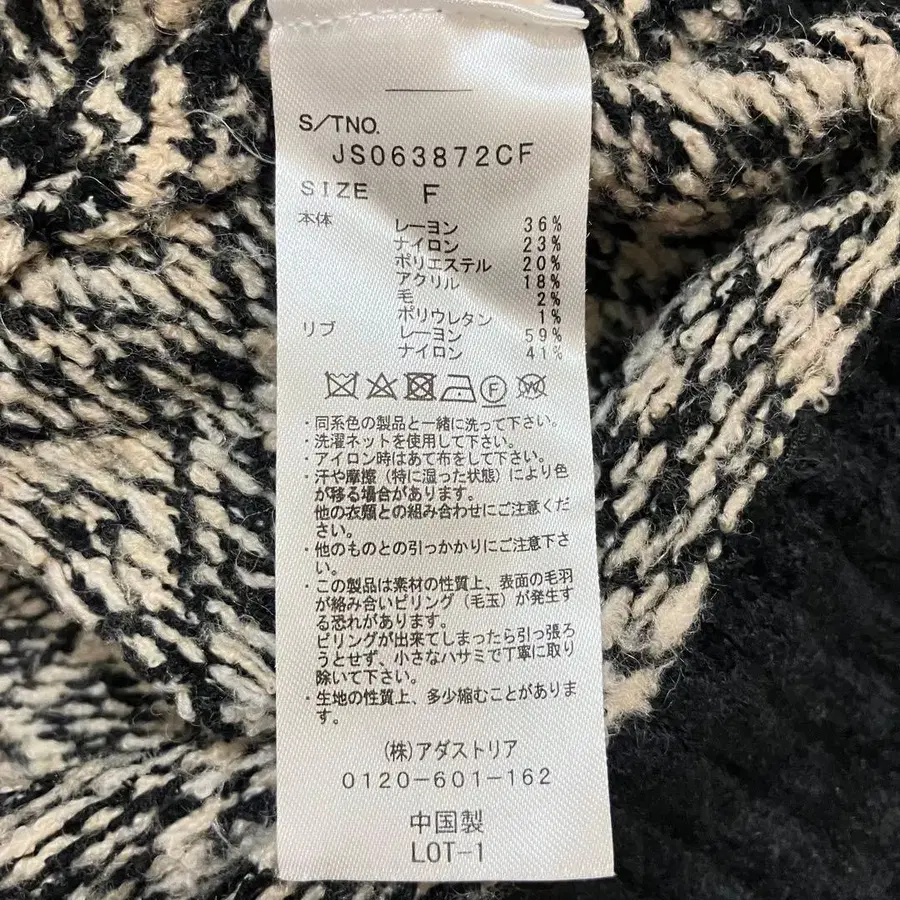 S/TNO.
JS063872CF
SIZE F
本体 レーヨン 36%
ナイロン 23%
ポリエステル 20%
アクリル 18%
毛 2%
ポリウレタン 1%
リブ レーヨン 59%
ナイロン 41%
F W
・同系色の製品と一緒に洗って下さい。
・洗濯ネットを使用して下さい。
・アイロン時はあて布をして下さい。
・汗や摩擦（特に湿った状態）により色
が移る場合があります。
他の衣類との組み合わせにご注意くだ
さい。
・他のものとの引っかかりにご注意下さ
い。
・この製品は素材の性質上、表面の毛羽
が絡み合いピリング（毛玉）が発生す
る恐れがあります。
ピリングが出来てしまったら引っ張ろ
うとせず、小さなハサミで丁寧に取り
除いて下さい。
・生地の性質上、多少縮むことがありま
す。
（株）アダストリア
0120-601-162
中国製
LOT-1